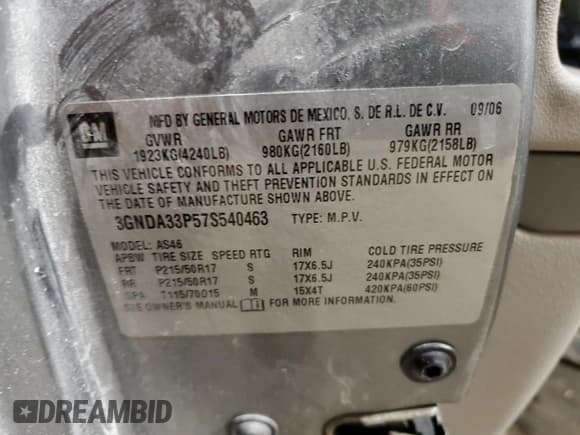 GM
MFD BY GENERAL MOTORS DE MEXICO, S. DE R.L. DE C.V. 09/06
GVWR GAWR FRT GAWR RR
1923KG(4240LB) 980KG(2160LB) 979KG(2158LB)
THIS VEHICLE CONFORMS TO ALL APPLICABLE U.S. FEDERAL MOTOR
VEHICLE SAFETY AND THEFT PREVENTION STANDARDS IN EFFECT ON
THE DATE OF MANUFACTURE SHOWN ABOVE.
3GNDA33P57S540463 TYPE: M.P.V.
MODEL: AS46
APBW TIRE SIZE SPEED RTG RIM COLD TIRE PRESSURE
FRT P215/50R17 S 17X6.5J 240KPA(35PSI)
RR P215/50R17 S 17X6.5J 240KPA(35PSI)
SPA T115/70D15 M 15X4T 420KPA(60PSI)
SEE OWNER'S MANUAL FOR MORE INFORMATION.
DREAMBID